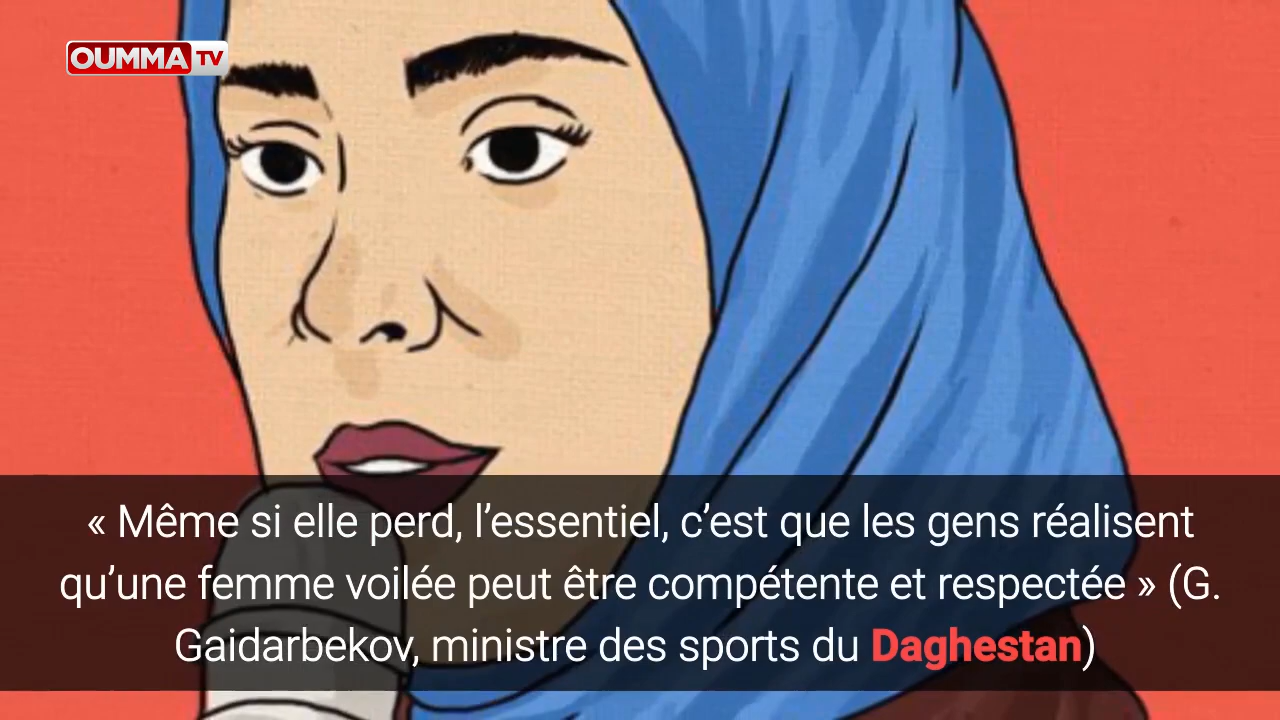 OUMMA TV
« Même si elle perd, l’essentiel, c’est que les gens réalisent
qu’une femme voilée peut être compétente et respectée » (G.
Gaidarbekov, ministre des sports du Daghestan)